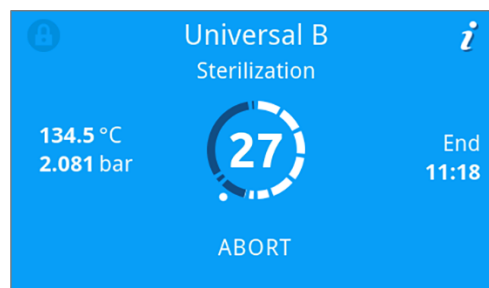 Universal B
i
Sterilization
134.5 °C
2.081 bar
27
End
11:18
ABORT